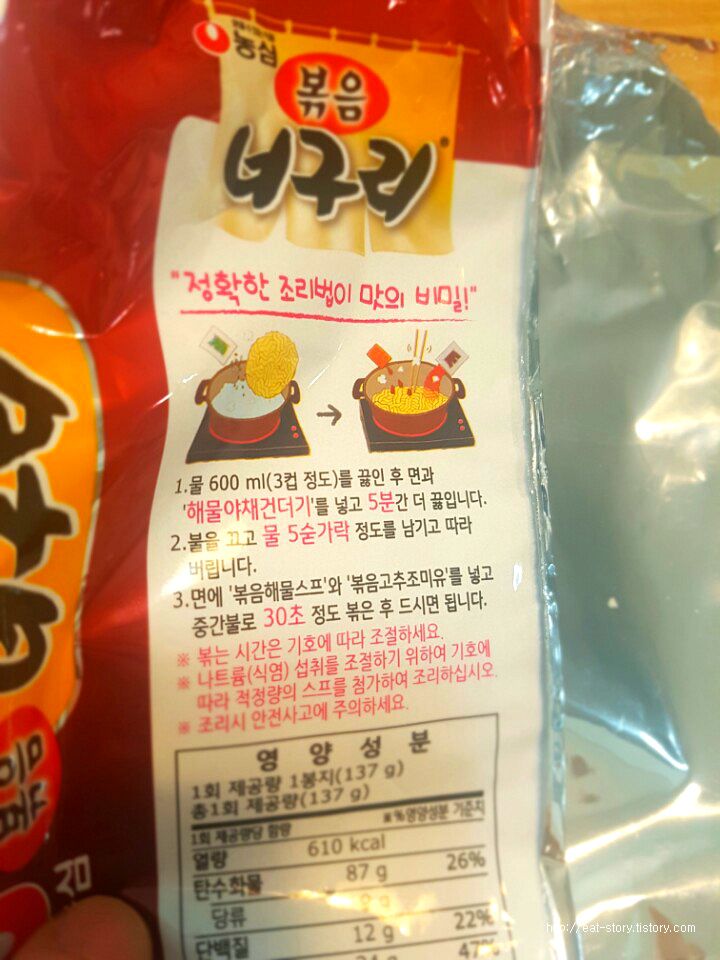 농심
볶음
너구리
"정확한 조리법이 맛의 비밀!"
1.물 600 ml(3컵 정도)를 끓인 후 면과
'해물야채건더기'를 넣고 5분간 더 끓입니다.
2.불을 끄고 물 5숟가락 정도를 남기고 따라
버립니다.
3.면에 '볶음해물스프'와 '볶음고추조미유'를 넣고
중간불로 30초 정도 볶은 후 드시면 됩니다.
※ 볶는 시간은 기호에 따라 조절하세요.
※ 나트륨(식염) 섭취를 조절하기 위하여 기호에
따라 적정량의 스프를 첨가하여 조리하십시오.
※ 조리시 안전사고에 주의하세요.
영 양 성 분
1회 제공량 1봉지(137 g)
총1회 제공량(137 g)
1회 제공량당 함량 ※%영양성분 기준치
열량 610 kcal
탄수화물 87 g 26%
당류 g
단백질 12 g 22%
47%
볶음
심
http://eat-story.tistory.com